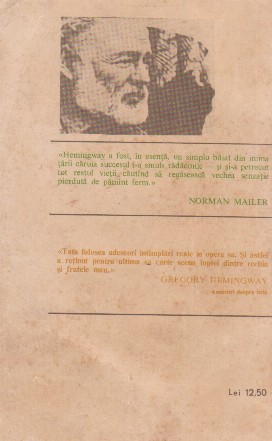 «Hemingway a fost, în esență, un simplu băiat din inima
țării căruia succesul i-a smuls rădăcinile și și-a petrecut
tot restul vieții căutînd să regăsească vechea senzație
pierdută de pămînt ferm.»
NORMAN MAILER
«Tata folosea adeseori întîmplări reale în opera sa. Și astfel
a reținut pentru ultima sa carte scena luptei dintre rechin
și fratele meu.»
GREGORY HEMINGWAY
Lei 12,50